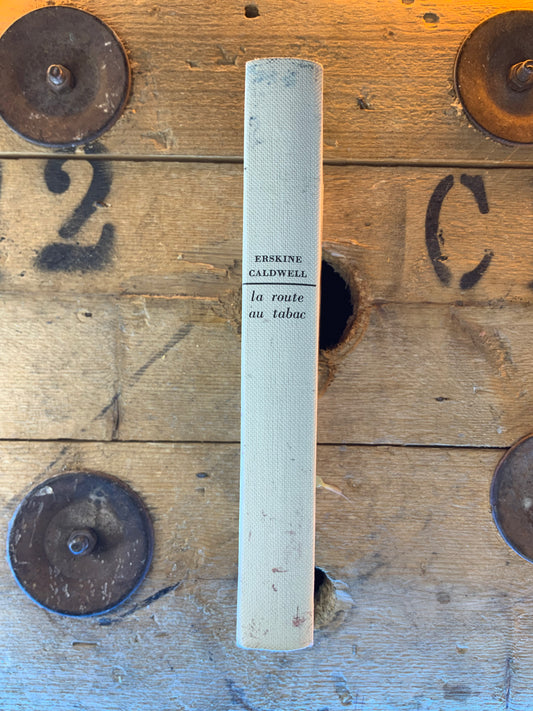 2 C
ERSKINE
CALDWELL
la route
au tabac